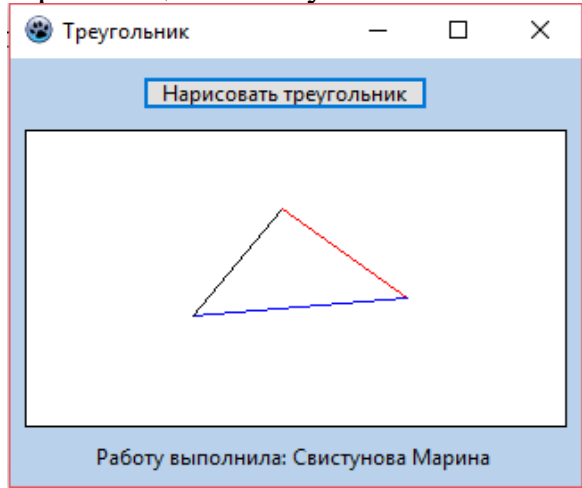 Треугольник
Нарисовать треугольник
Работу выполнила: Свистунова Марина